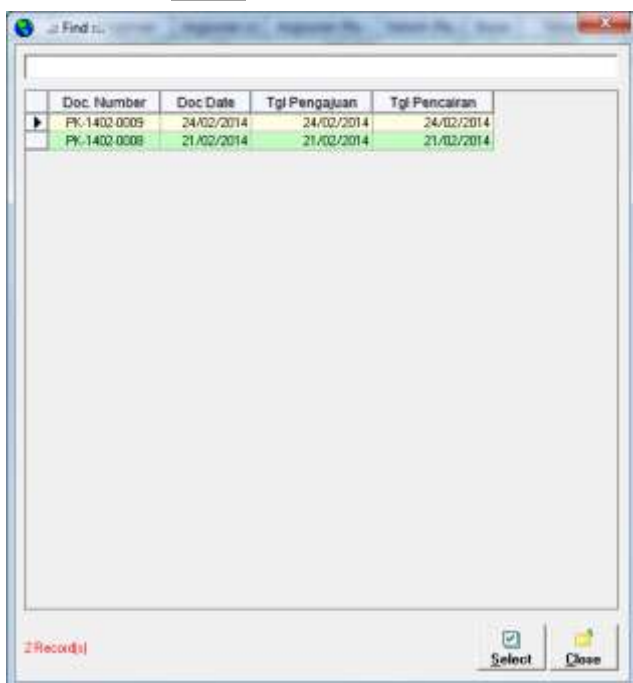 .:: Find ::.
Doc. Number Doc Date Tgl Pengajuan Tgl Pencairan
PK-1402-0009 24/02/2014 24/02/2014 24/02/2014
PK-1402-0008 21/02/2014 21/02/2014 21/02/2014
2 Record[s]
Select Close